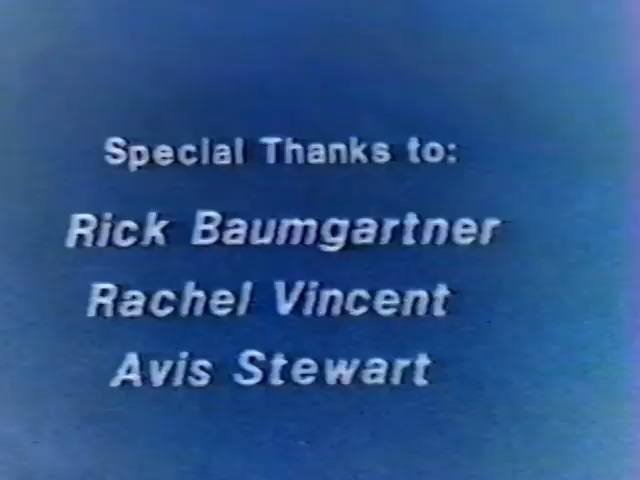 Special Thanks to:
Rick Baumgartner
Rachel Vincent
Avis Stewart